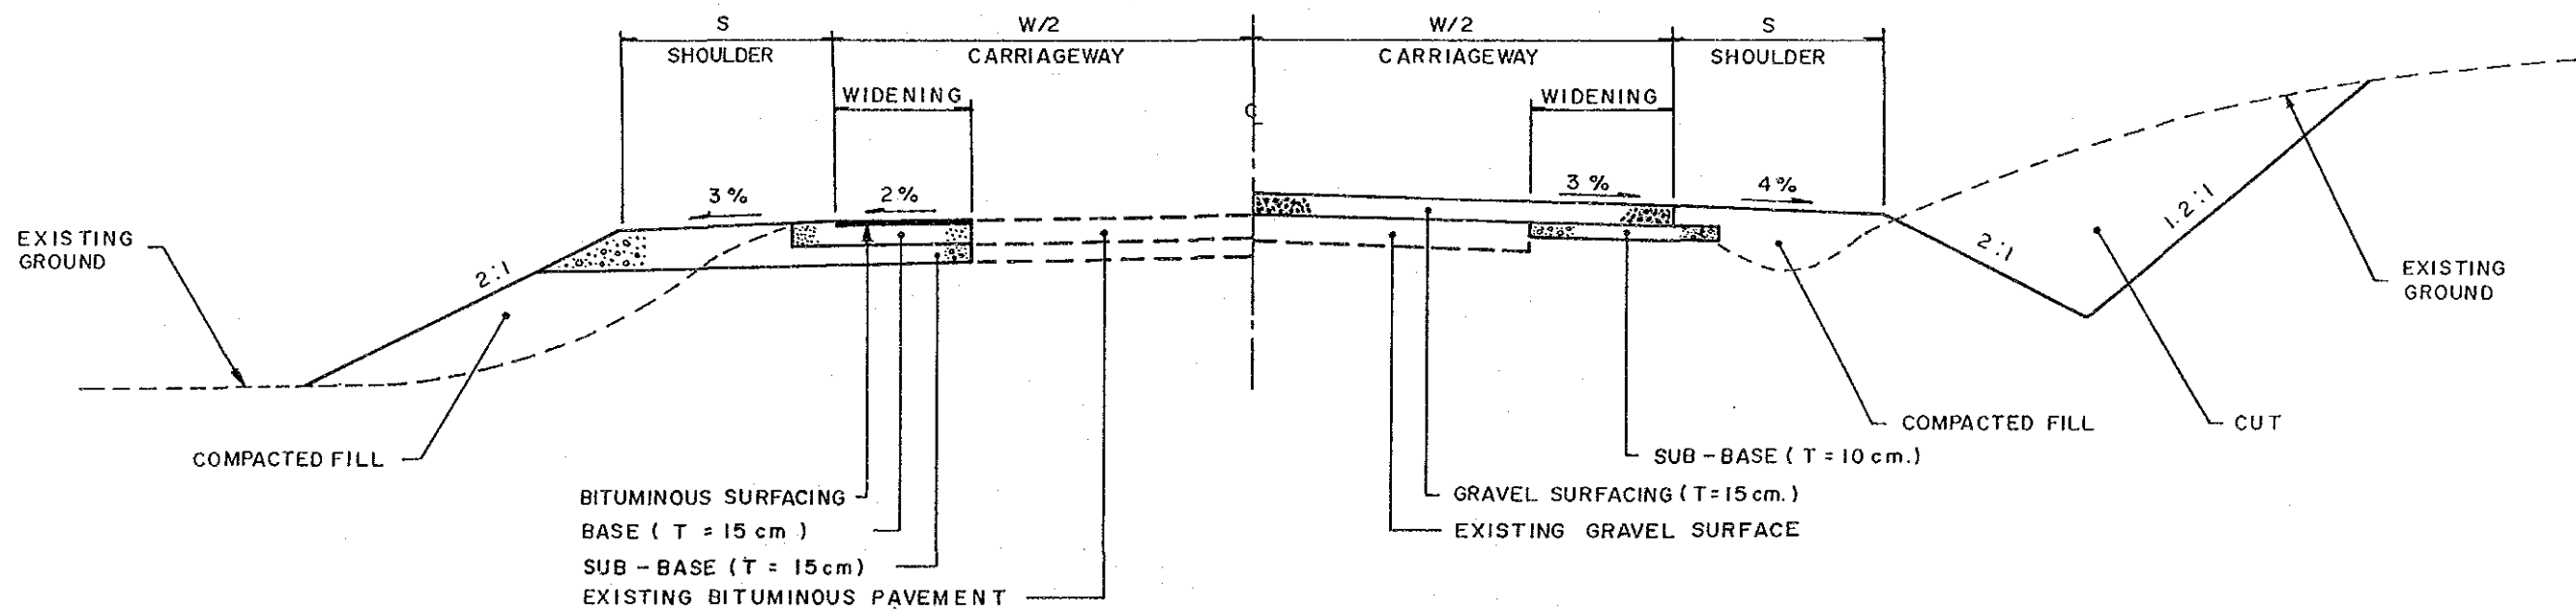 S
W/2
W/2
S
SHOULDER
CARRIAGEWAY
CARRIAGEWAY
SHOULDER
WIDENING
WIDENING
℄
3%
2%
3%
4%
EXISTING
GROUND
2:1
2:1
1.2:1
EXISTING
GROUND
COMPACTED FILL
COMPACTED FILL
CUT
SUB-BASE (T = 10 cm.)
BITUMINOUS SURFACING
GRAVEL SURFACING (T=15 cm.)
BASE ( T = 15 cm )
EXISTING GRAVEL SURFACE
SUB-BASE (T = 15cm)
EXISTING BITUMINOUS PAVEMENT